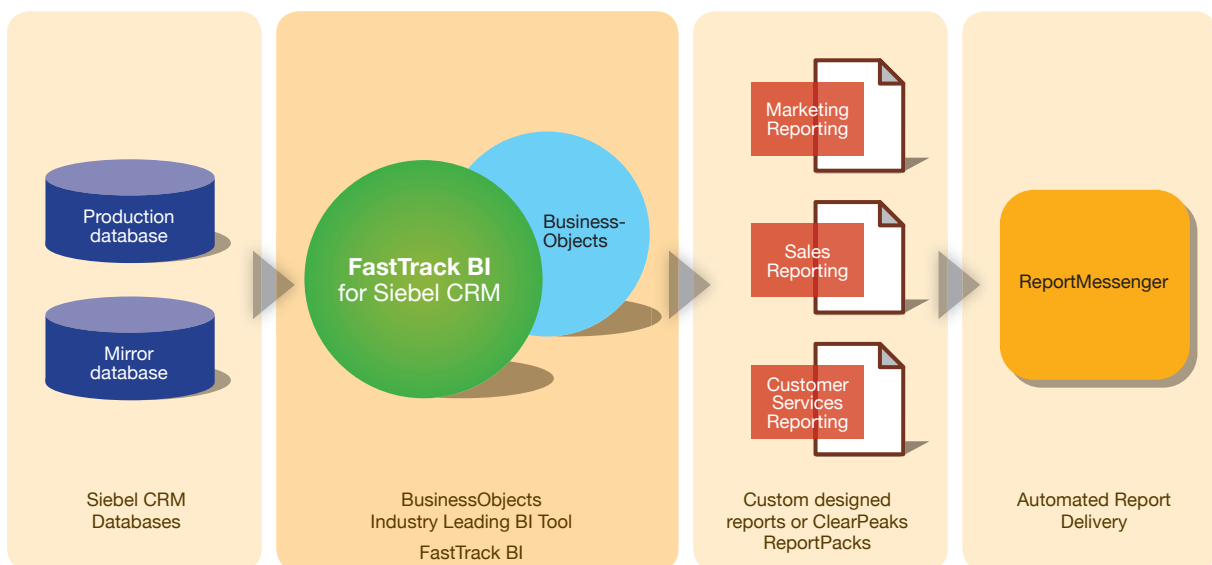 Production
database
Mirror
database
Siebel CRM
Databases
FastTrack BI
for Siebel CRM
Business-
Objects
BusinessObjects
Industry Leading BI Tool
FastTrack BI
Marketing
Reporting
Sales
Reporting
Customer
Services
Reporting
Custom designed
reports or ClearPeaks
ReportPacks
ReportMessenger
Automated Report
Delivery